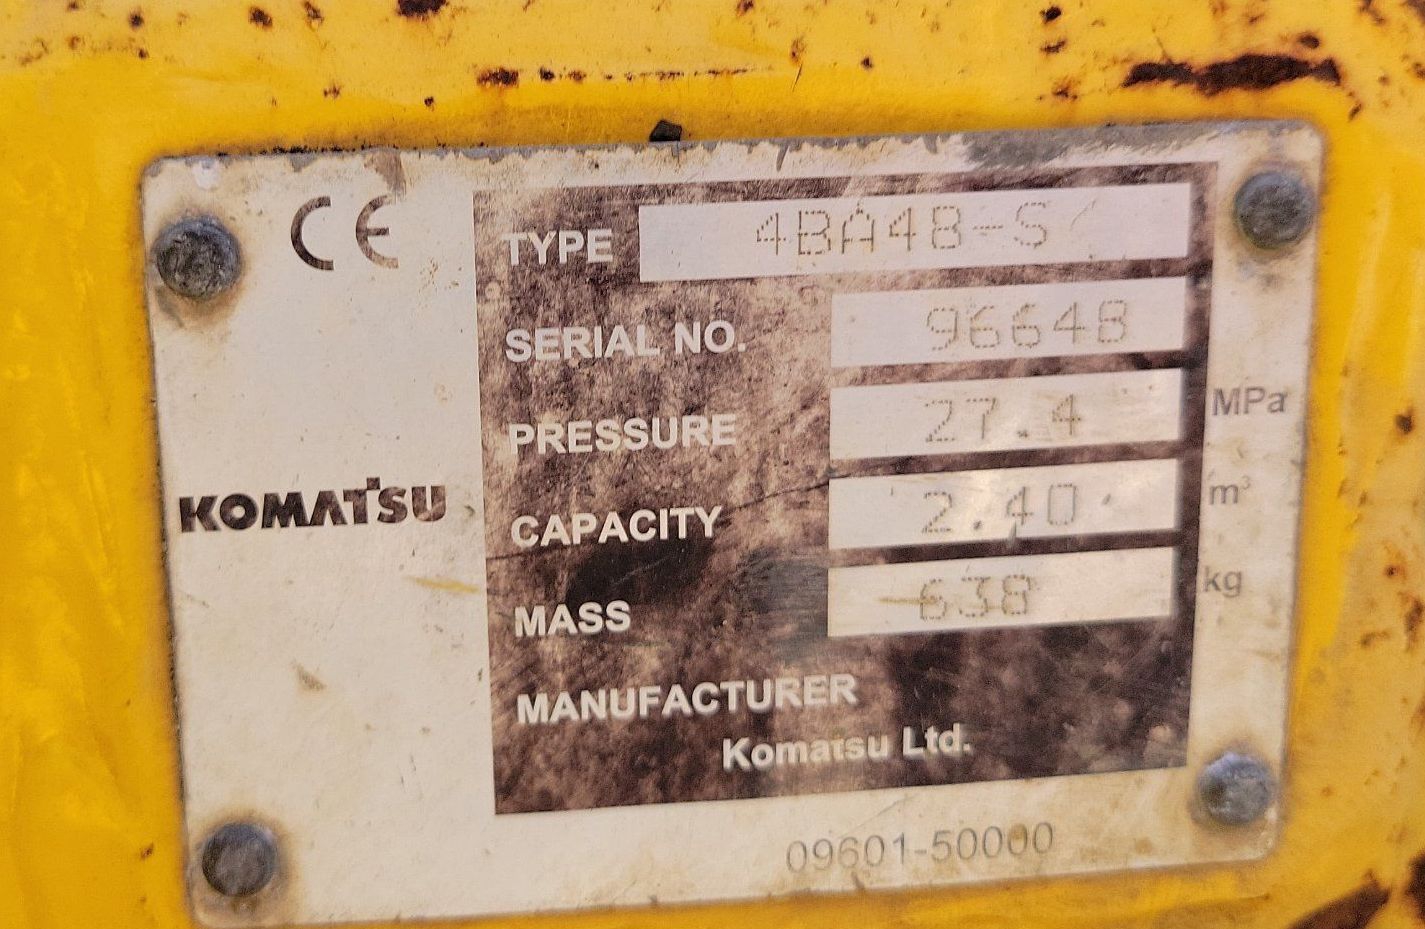 CE
TYPE 4BA48-S
SERIAL NO. 96648
PRESSURE 27.4 MPa
CAPACITY 2.40 m³
KOMATSU
MASS 638 kg
MANUFACTURER
Komatsu Ltd.
09601-50000